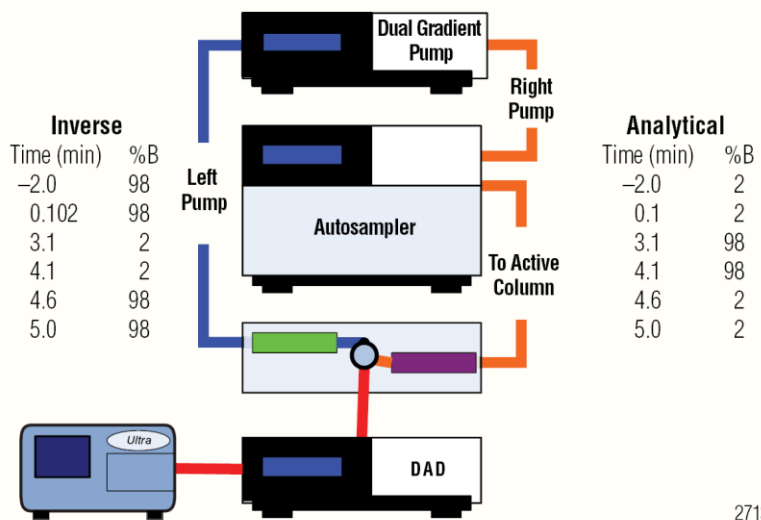 Dual Gradient
Pump
Right
Pump
Inverse
Time (min) %B
–2.0 98
0.102 98
3.1 2
4.1 2
4.6 98
5.0 98
Left
Pump
Autosampler
To Active
Column
Analytical
Time (min) %B
–2.0 2
0.1 2
3.1 98
4.1 98
4.6 2
5.0 2
Ultra
DAD
271